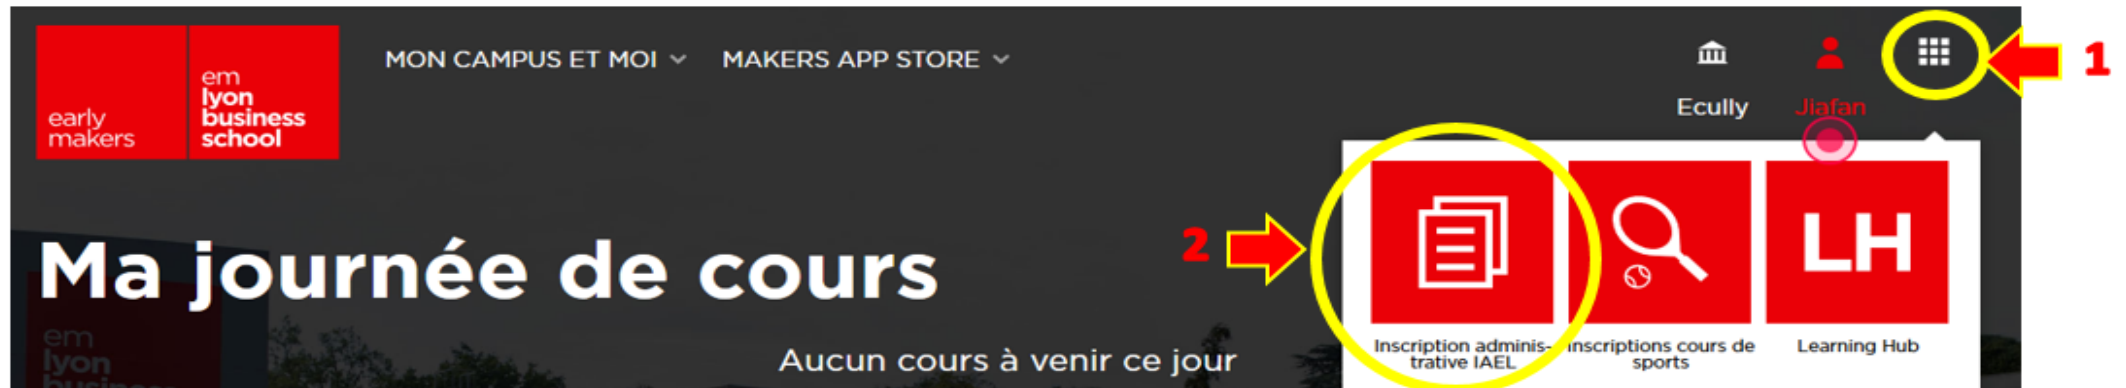 early
makers
em
lyon
business
school
MON CAMPUS ET MOI
MAKERS APP STORE
Ecully
Jiafan
1
2
Ma journée de cours
Aucun cours à venir ce jour
em
lyon
business
LH
Inscription adminis-
trative IAEL
Inscriptions cours de
sports
Learning Hub